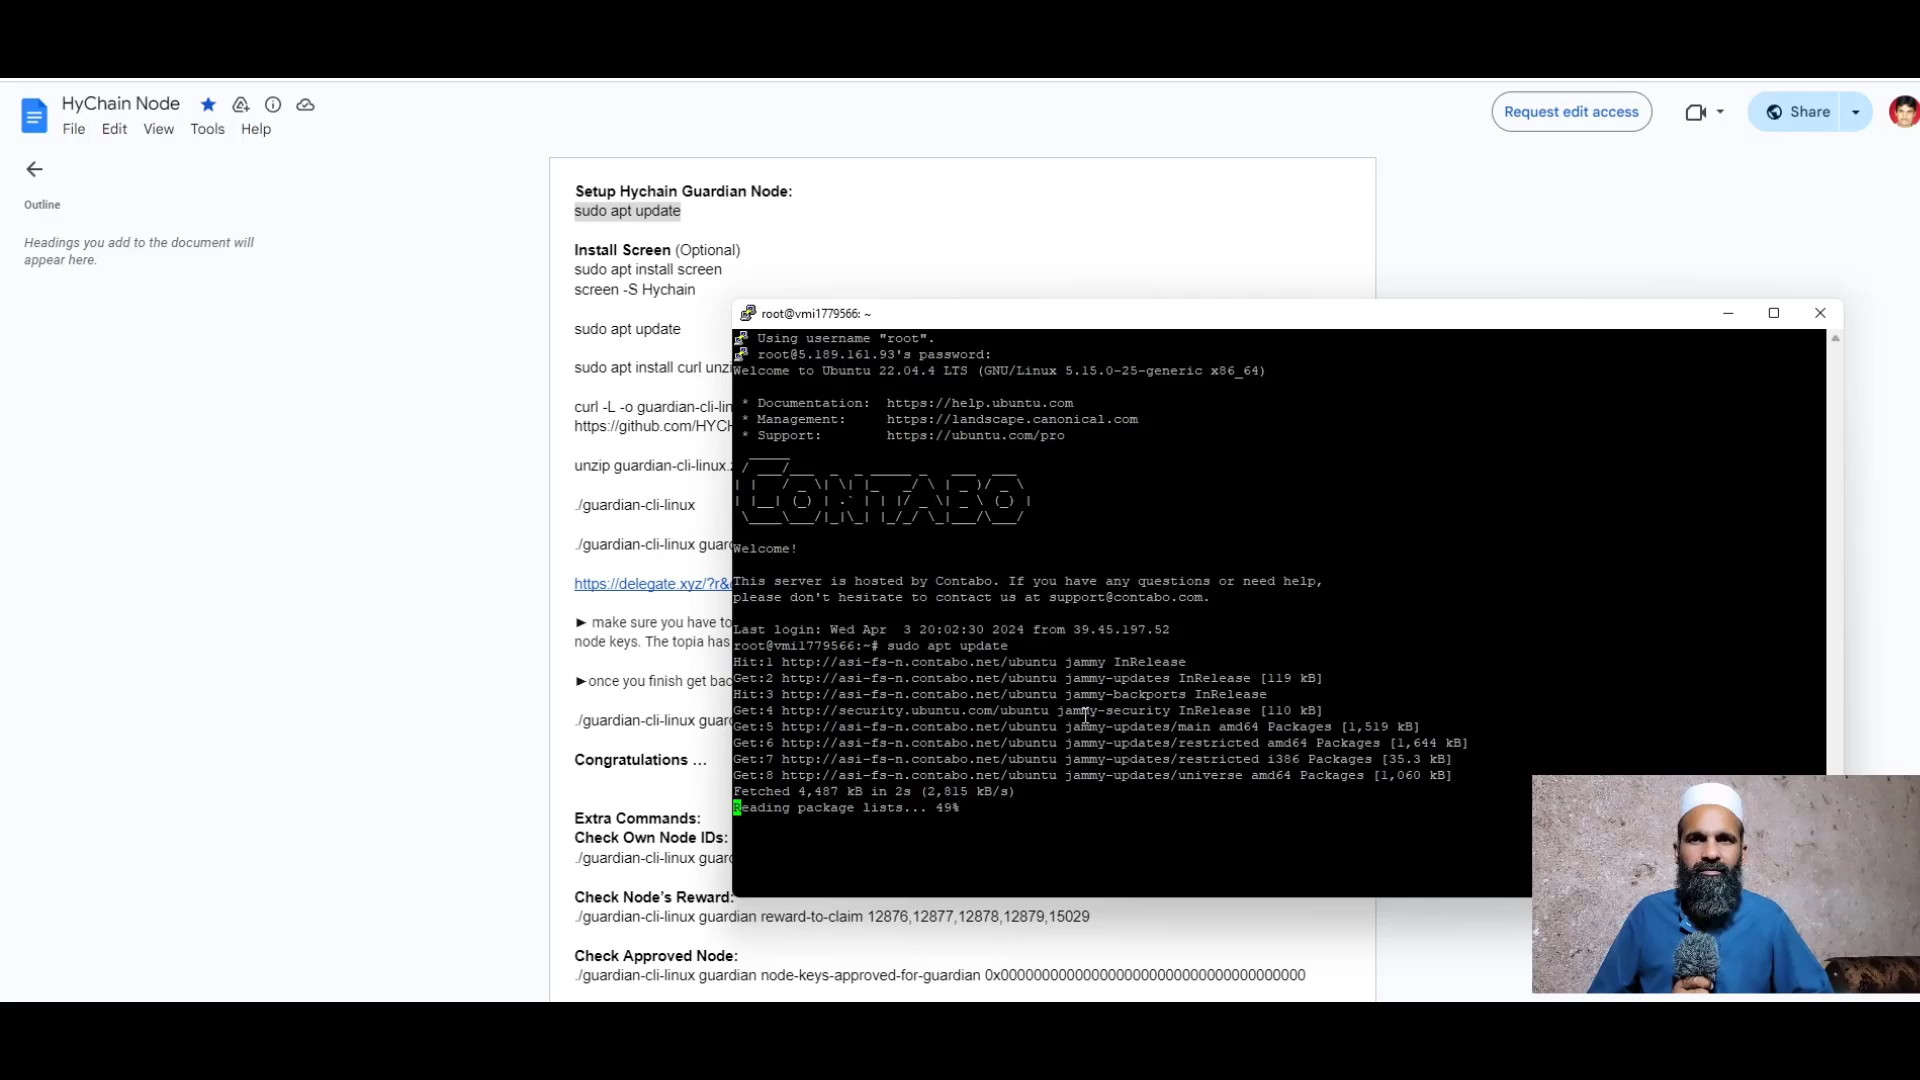 HyChain Node
File Edit View Tools Help
Request edit access
Share
Outline
Headings you add to the document will
appear here.
Setup Hychain Guardian Node:
sudo apt update
Install Screen (Optional)
sudo apt install screen
screen -S Hychain
sudo apt update
sudo apt install curl unzi
curl -L -o guardian-cli-lin
https://github.com/HYCH
unzip guardian-cli-linux.z
./guardian-cli-linux
./guardian-cli-linux guard
https://delegate.xyz/?r&
► make sure you have to
node keys. The topia has
►once you finish get bac
./guardian-cli-linux guard
Congratulations ...
Extra Commands:
Check Own Node IDs:
./guardian-cli-linux guard
Check Node's Reward:
./guardian-cli-linux guardian reward-to-claim 12876,12877,12878,12879,15029
Check Approved Node:
./guardian-cli-linux guardian node-keys-approved-for-guardian
root@vmi1779566: ~
Using username "root".
root@5.189.161.93's password:
Welcome to Ubuntu 22.04.4 LTS (GNU/Linux 5.15.0-25-generic x86_64)
* Documentation: https://help.ubuntu.com
* Management: https://landscape.canonical.com
* Support: https://ubuntu.com/pro
CONTABO
Welcome!
This server is hosted by Contabo. If you have any questions or need help,
please don't hesitate to contact us at support@contabo.com.
Last login: Wed Apr 3 20:02:30 2024 from 39.45.197.52
root@vmi1779566:~# sudo apt update
Hit:1 http://asi-fs-n.contabo.net/ubuntu jammy InRelease
Get:2 http://asi-fs-n.contabo.net/ubuntu jammy-updates InRelease [119 kB]
Hit:3 http://asi-fs-n.contabo.net/ubuntu jammy-backports InRelease
Get:4 http://security.ubuntu.com/ubuntu jammy-security InRelease [110 kB]
Get:5 http://asi-fs-n.contabo.net/ubuntu jammy-updates/main amd64 Packages [1,519 kB]
Get:6 http://asi-fs-n.contabo.net/ubuntu jammy-updates/restricted amd64 Packages [1,644 kB]
Get:7 http://asi-fs-n.contabo.net/ubuntu jammy-updates/restricted i386 Packages [35.3 kB]
Get:8 http://asi-fs-n.contabo.net/ubuntu jammy-updates/universe amd64 Packages [1,060 kB]
Fetched 4,487 kB in 2s (2,815 kB/s)
Reading package lists... 49%